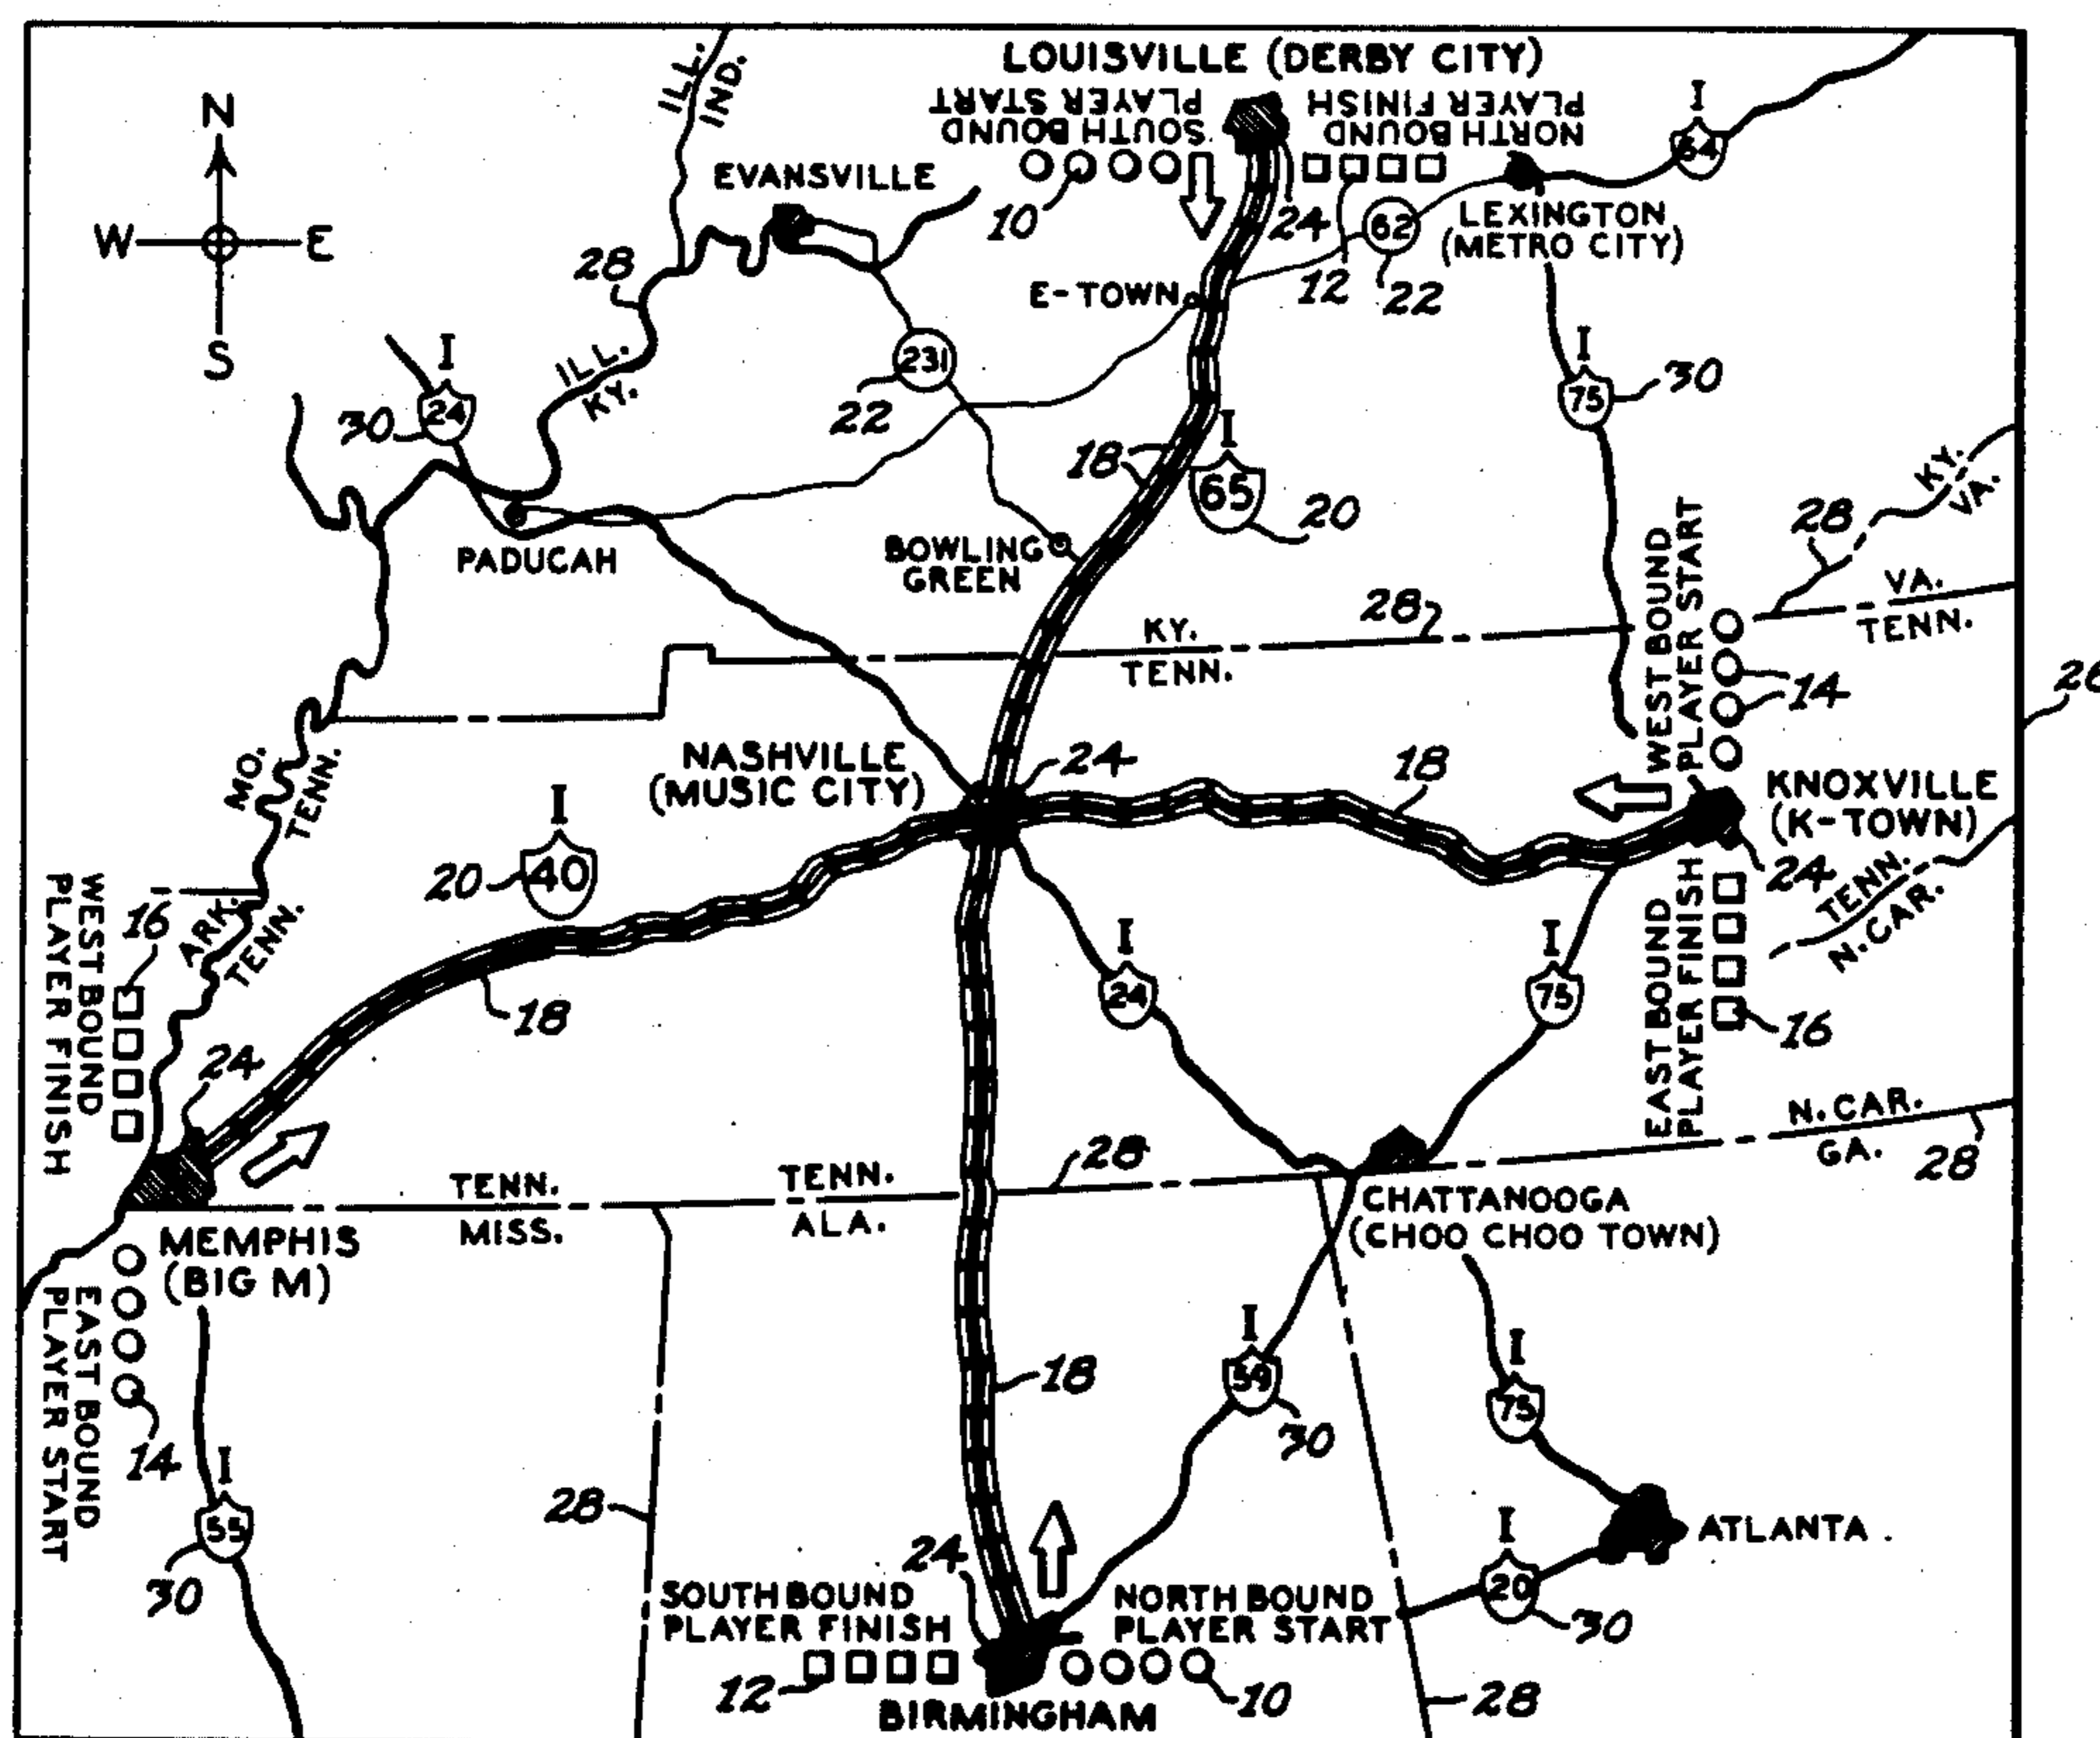 LOUISVILLE (DERBY CITY)
SOUTH BOUND
PLAYER START
NORTH BOUND
PLAYER FINISH
ILL.
IND.
N
W
E
S
EVANSVILLE
10
24
12
62
22
I
64
LEXINGTON
(METRO CITY)
28
E-TOWN
I
24
30
ILL.
KY.
231
22
I
75
30
18
I
65
20
KY.
VA.
28
PADUCAH
BOWLING
GREEN
WEST BOUND
PLAYER START
28
KY.
TENN.
VA.
TENN.
14
26
MO.
TENN.
NASHVILLE
(MUSIC CITY)
24
18
KNOXVILLE
(K-TOWN)
24
I
40
20
TENN.
N.CAR.
WEST BOUND
PLAYER FINISH
16
ARK.
TENN.
18
24
I
24
I
75
EAST BOUND
PLAYER FINISH
16
N.CAR.
GA.
28
TENN.
MISS.
TENN.
ALA.
28
CHATTANOOGA
(CHOO CHOO TOWN)
MEMPHIS
(BIG M)
EAST BOUND
PLAYER START
14
I
55
30
18
I
59
30
I
75
28
24
I
20
30
ATLANTA
SOUTH BOUND
PLAYER FINISH
NORTH BOUND
PLAYER START
12
10
28
BIRMINGHAM